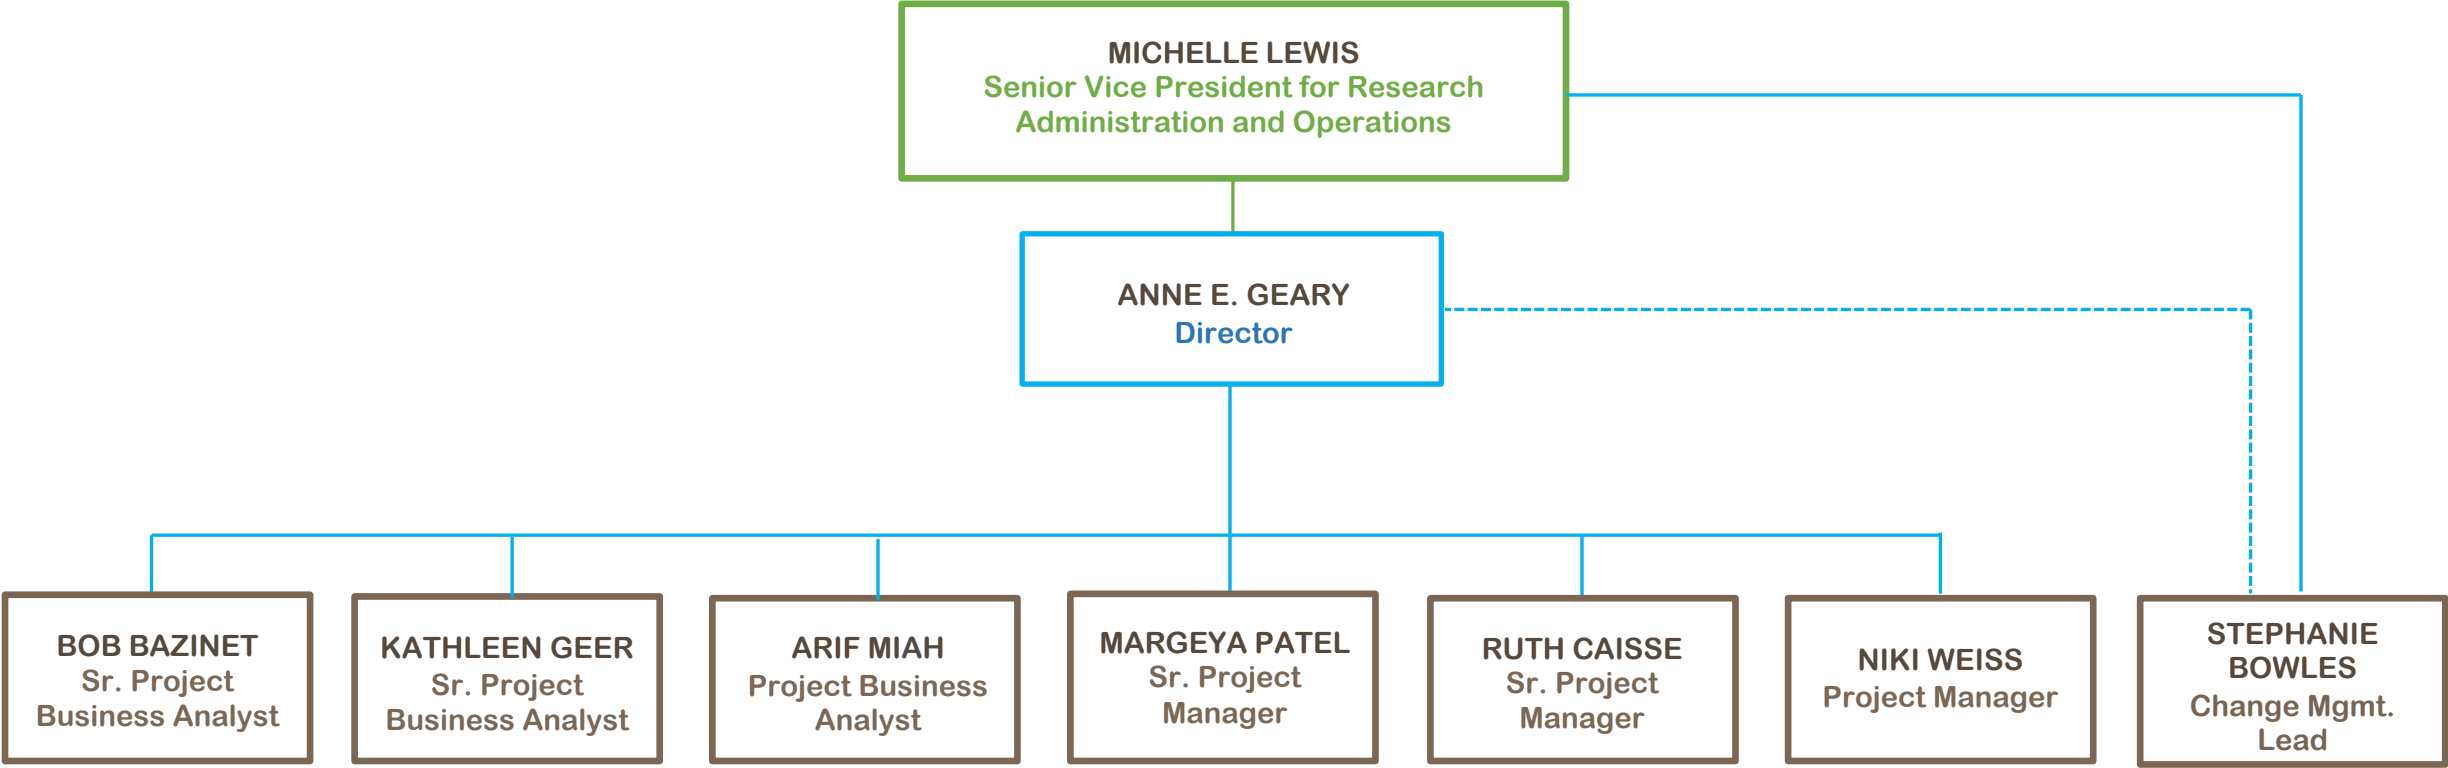 MICHELLE LEWIS
Senior Vice President for Research
Administration and Operations
ANNE E. GEARY
Director
BOB BAZINET
Sr. Project
Business Analyst
KATHLEEN GEER
Sr. Project
Business Analyst
ARIF MIAH
Project Business
Analyst
MARGEYA PATEL
Sr. Project
Manager
RUTH CAISSE
Sr. Project
Manager
NIKI WEISS
Project Manager
STEPHANIE
BOWLES
Change Mgmt.
Lead